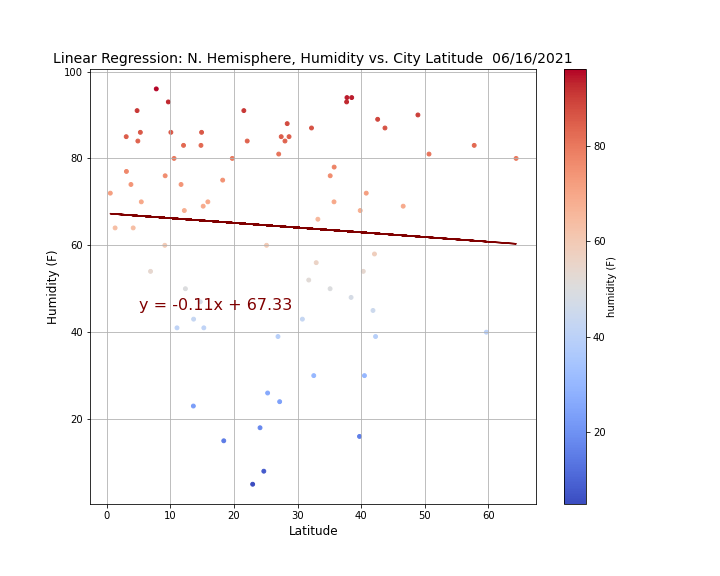 Linear Regression: N. Hemisphere, Humidity vs. City Latitude  06/16/2021
100
80
60
40
20
Humidity (F)
y = -0.11x + 67.33
0 10 20 30 40 50 60
Latitude
80
60
40
20
humidity (F)